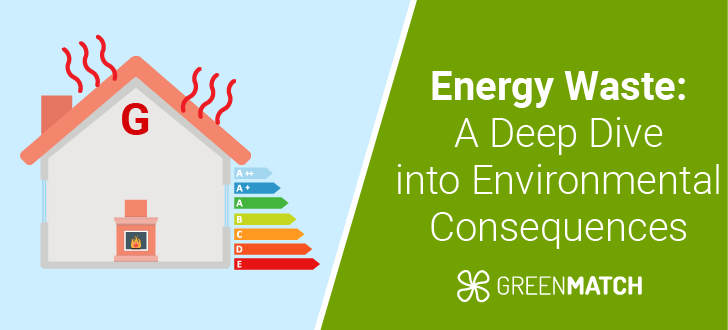 G
A++
A+
A
B
C
D
E
Energy Waste:
A Deep Dive
into Environmental
Consequences
GREENMATCH